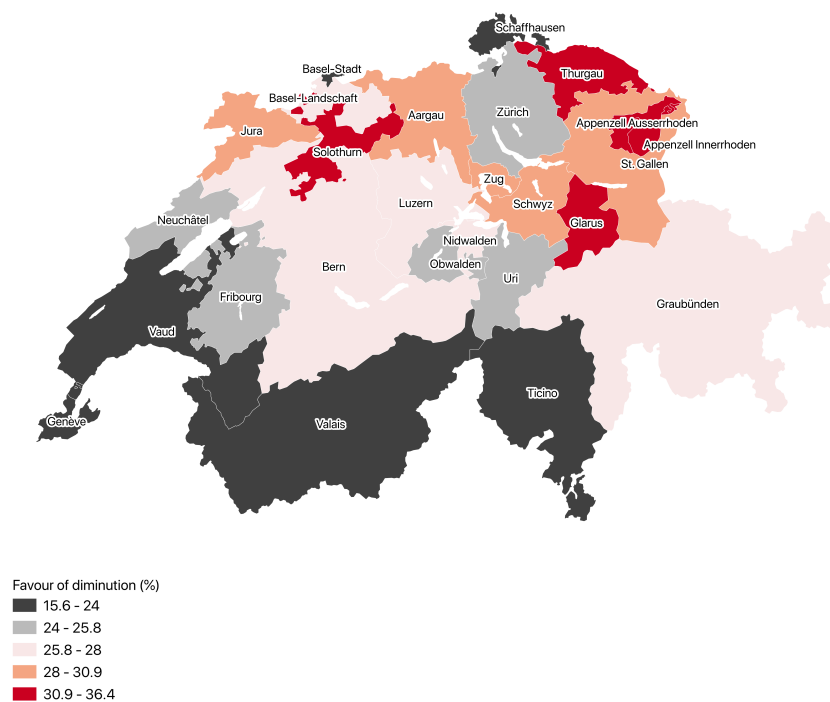 Schaffhausen
Basel-Stadt
Thurgau
Basel-Landschaft
Aargau
Zürich
Appenzell Ausserrhoden
Jura
Appenzell Innerrhoden
Solothurn
St. Gallen
Zug
Luzern
Schwyz
Neuchâtel
Glarus
Nidwalden
Obwalden
Bern
Uri
Fribourg
Graubünden
Vaud
Ticino
Genève
Valais
Favour of diminution (%)
15.6 - 24
24 - 25.8
25.8 - 28
28 - 30.9
30.9 - 36.4